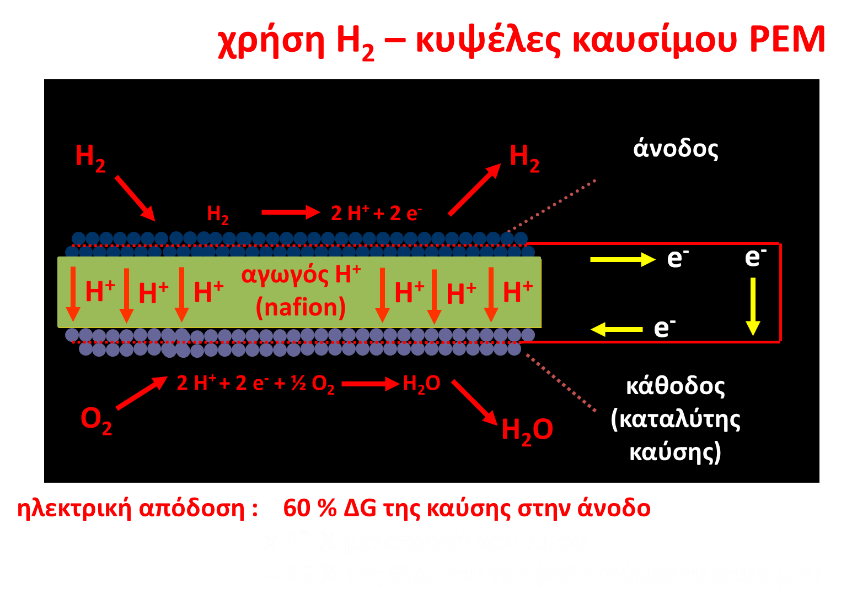 χρήση H₂ – κυψέλες καυσίμου PEM
H₂
H₂
άνοδος
H₂ 2 H⁺ + 2 e⁻
αγωγός H⁺
(nafion)
H⁺ H⁺ H⁺ H⁺ H⁺ H⁺
e⁻ e⁻
e⁻
2 H⁺ + 2 e⁻ + ½ O₂ H₂O
O₂
H₂O
κάθοδος
(καταλύτης
καύσης)
ηλεκτρική απόδοση : 60 % ΔG της καύσης στην άνοδο